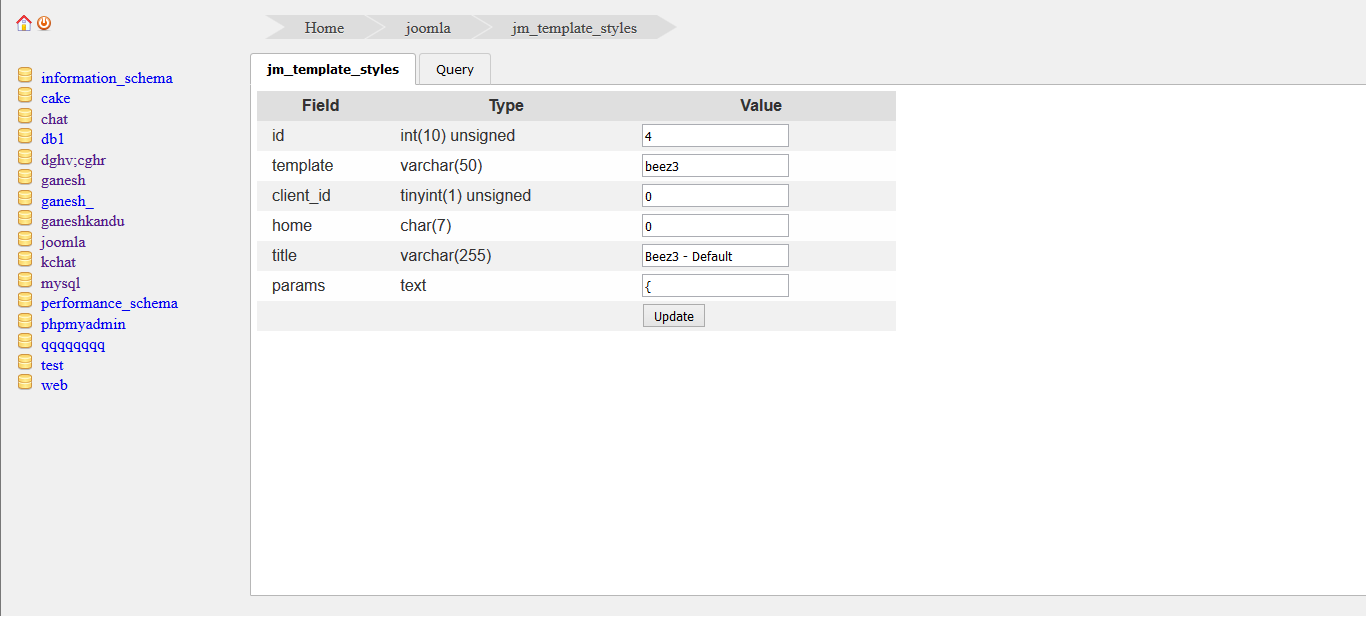 Home joomla jm_template_styles
information_schema
cake
chat
db1
dghv;cghr
ganesh
ganesh_
ganeshkandu
joomla
kchat
mysql
performance_schema
phpmyadmin
qqqqqqqq
test
web
jm_template_styles Query
Field Type Value
id int(10) unsigned 4
template varchar(50) beez3
client_id tinyint(1) unsigned 0
home char(7) 0
title varchar(255) Beez3 - Default
params text {
Update